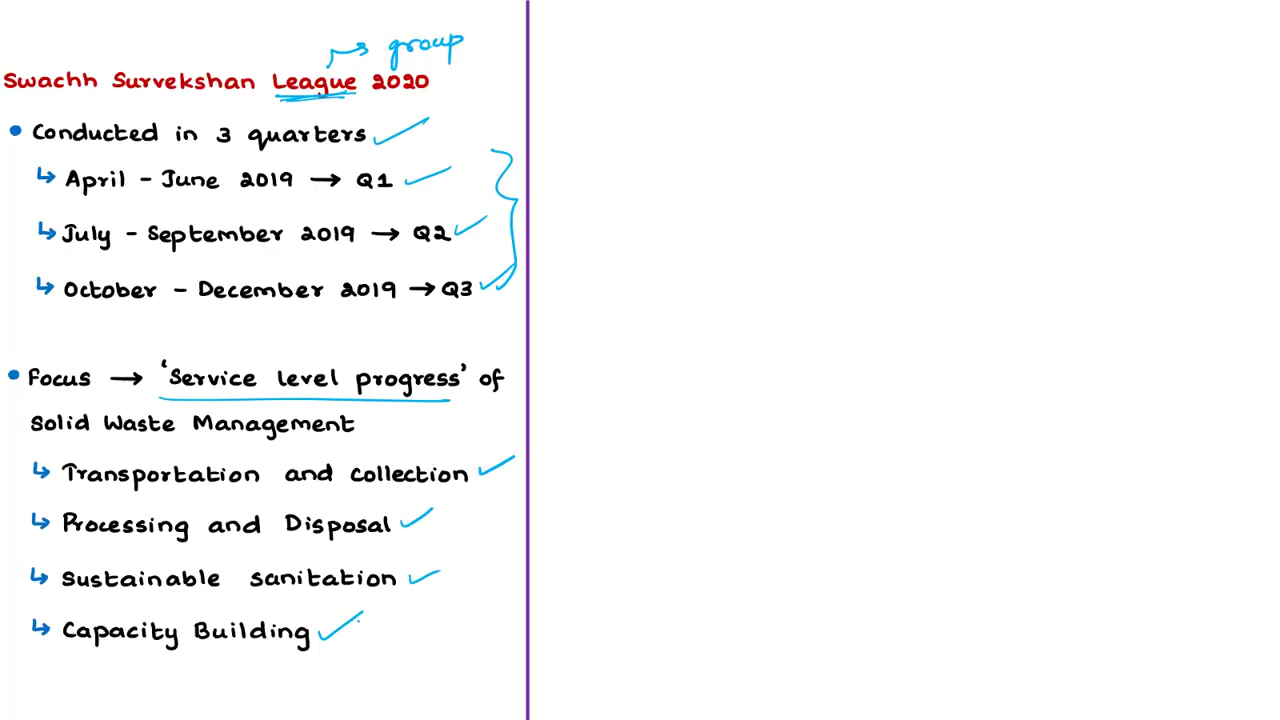 group
Swachh Survekshan League 2020
• Conducted in 3 quarters
↳ April - June 2019 → Q1
↳ July - September 2019 → Q2
↳ October - December 2019 → Q3
• Focus → 'Service level progress' of
Solid Waste Management
↳ Transportation and collection
↳ Processing and Disposal
↳ Sustainable sanitation
↳ Capacity Building